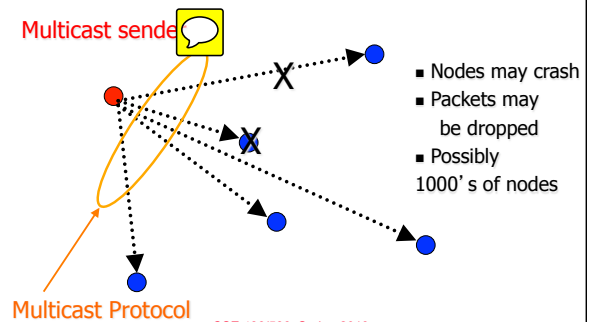 Multicast sende
X
X
■ Nodes may crash
■ Packets may
be dropped
■ Possibly
1000's of nodes
Multicast Protocol